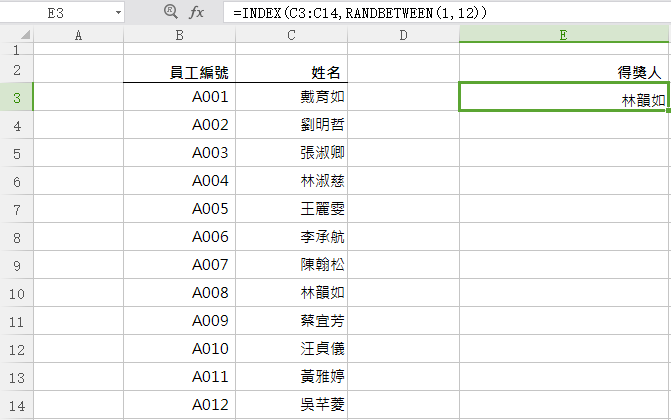 E3 fx =INDEX(C3:C14,RANDBETWEEN(1,12))
A B C D E
1
2 員工編號 姓名 得獎人
3 A001 戴育如 林韻如
4 A002 劉明哲
5 A003 張淑卿
6 A004 林淑慈
7 A005 王麗雯
8 A006 李承航
9 A007 陳翰松
10 A008 林韻如
11 A009 蔡宜芳
12 A010 汪貞儀
13 A011 黃雅婷
14 A012 吳芊菱